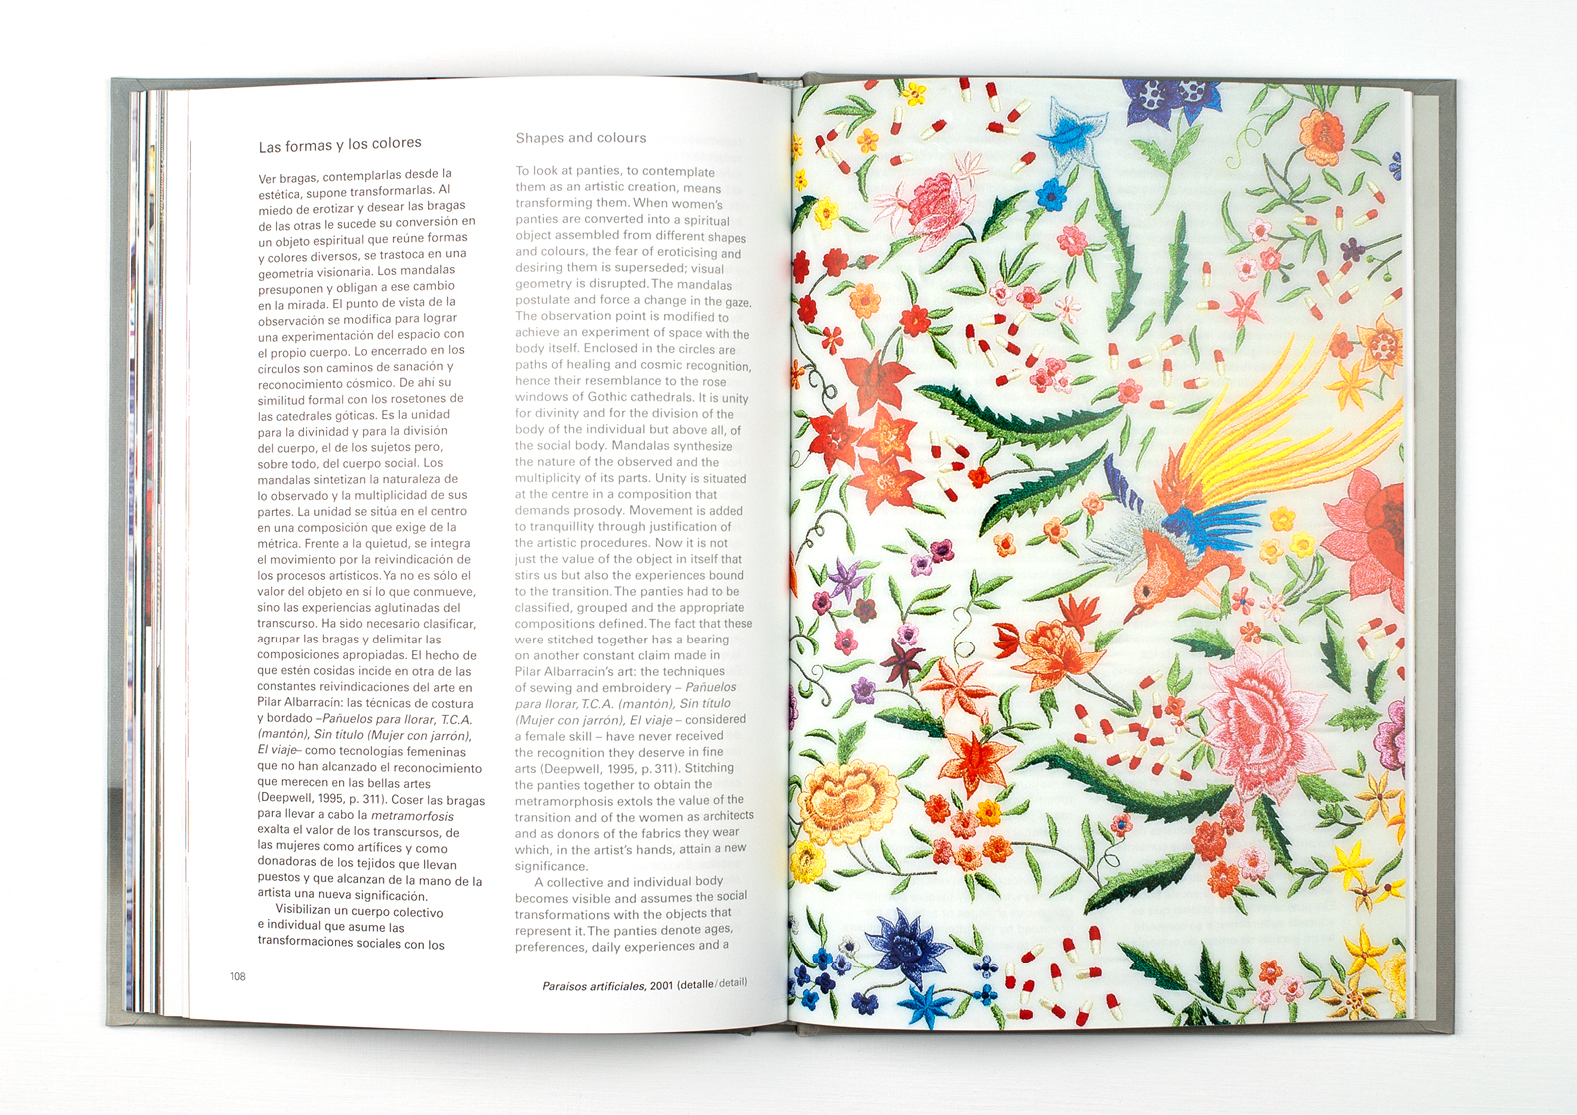 Las formas y los colores
Ver bragas, contemplarlas desde la
estética, supone transformarlas. Al
miedo de erotizar y desear las bragas
de las otras le sucede su conversión en
un objeto espiritual que reúne formas
y colores diversos, se trastoca en una
geometría visionaria. Los mandalas
presuponen y obligan a ese cambio
en la mirada. El punto de vista de la
observación se modifica para lograr
una experimentación del espacio con
el propio cuerpo. Lo encerrado en los
círculos son caminos de sanación y
reconocimiento cósmico. De ahí su
similitud formal con los rosetones de
las catedrales góticas. Es la unidad
para la divinidad y para la división
del cuerpo, el de los sujetos pero,
sobre todo, del cuerpo social. Los
mandalas sintetizan la naturaleza de
lo observado y la multiplicidad de sus
partes. La unidad se sitúa en el centro
en una composición que exige de la
métrica. Frente a la quietud, se integra
el movimiento por la reivindicación de
los procesos artísticos. Ya no es sólo el
valor del objeto en sí lo que conmueve,
sino las experiencias aglutinadas del
transcurso. Ha sido necesario clasificar,
agrupar las bragas y delimitar las
composiciones apropiadas. El hecho de
que estén cosidas incide en otra de las
constantes reivindicaciones del arte en
Pilar Albarracín: las técnicas de costura
y bordado –Pañuelos para llorar, T.C.A.
(mantón), Sin título (Mujer con jarrón),
El viaje– como tecnologías femeninas
que no han alcanzado el reconocimiento
que merecen en las bellas artes
(Deepwell, 1995, p. 311). Coser las bragas
para llevar a cabo la metamorfosis
exalta el valor de los transcursos, de
las mujeres como artífices y como
donadoras de los tejidos que llevan
puestos y que alcanzan de la mano de la
artista una nueva significación.
Visibilizan un cuerpo colectivo
e individual que asume las
transformaciones sociales con los
Shapes and colours
To look at panties, to contemplate
them as an artistic creation, means
transforming them. When women's
panties are converted into a spiritual
object assembled from different shapes
and colours, the fear of eroticising and
desiring them is superseded; visual
geometry is disrupted. The mandalas
postulate and force a change in the gaze.
The observation point is modified to
achieve an experiment of space with the
body itself. Enclosed in the circles are
paths of healing and cosmic recognition,
hence their resemblance to the rose
windows of Gothic cathedrals. It is unity
for divinity and for the division of the
body of the individual but above all, of
the social body. Mandalas synthesize
the nature of the observed and the
multiplicity of its parts. Unity is situated
at the centre in a composition that
demands prosody. Movement is added
to tranquillity through justification of
the artistic procedures. Now it is not
just the value of the object in itself that
stirs us but also the experiences bound
to the transition. The panties had to be
classified, grouped and the appropriate
compositions defined. The fact that these
were stitched together has a bearing
on another constant claim made in
Pilar Albarracín's art: the techniques
of sewing and embroidery – Pañuelos
para llorar, T.C.A. (mantón), Sin título
(Mujer con jarrón), El viaje – considered
a female skill – have never received
the recognition they deserve in fine
arts (Deepwell, 1995, p. 311). Stitching
the panties together to obtain the
metamorphosis extols the value of the
transition and of the women as architects
and as donors of the fabrics they wear
which, in the artist's hands, attain a new
significance.
A collective and individual body
becomes visible and assumes the social
transformations with the objects that
represent it. The panties denote ages,
preferences, daily experiences and a
108
Paraísos artificiales, 2001 (detalle/detail)